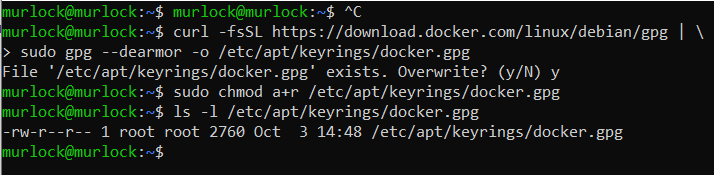 murlock@murlock:~$ murlock@murlock:~$ ^C
murlock@murlock:~$ curl -fsSL https://download.docker.com/linux/debian/gpg | \
> sudo gpg --dearmor -o /etc/apt/keyrings/docker.gpg
File '/etc/apt/keyrings/docker.gpg' exists. Overwrite? (y/N) y
murlock@murlock:~$ sudo chmod a+r /etc/apt/keyrings/docker.gpg
murlock@murlock:~$ ls -l /etc/apt/keyrings/docker.gpg
-rw-r--r-- 1 root root 2760 Oct  3 14:48 /etc/apt/keyrings/docker.gpg
murlock@murlock:~$